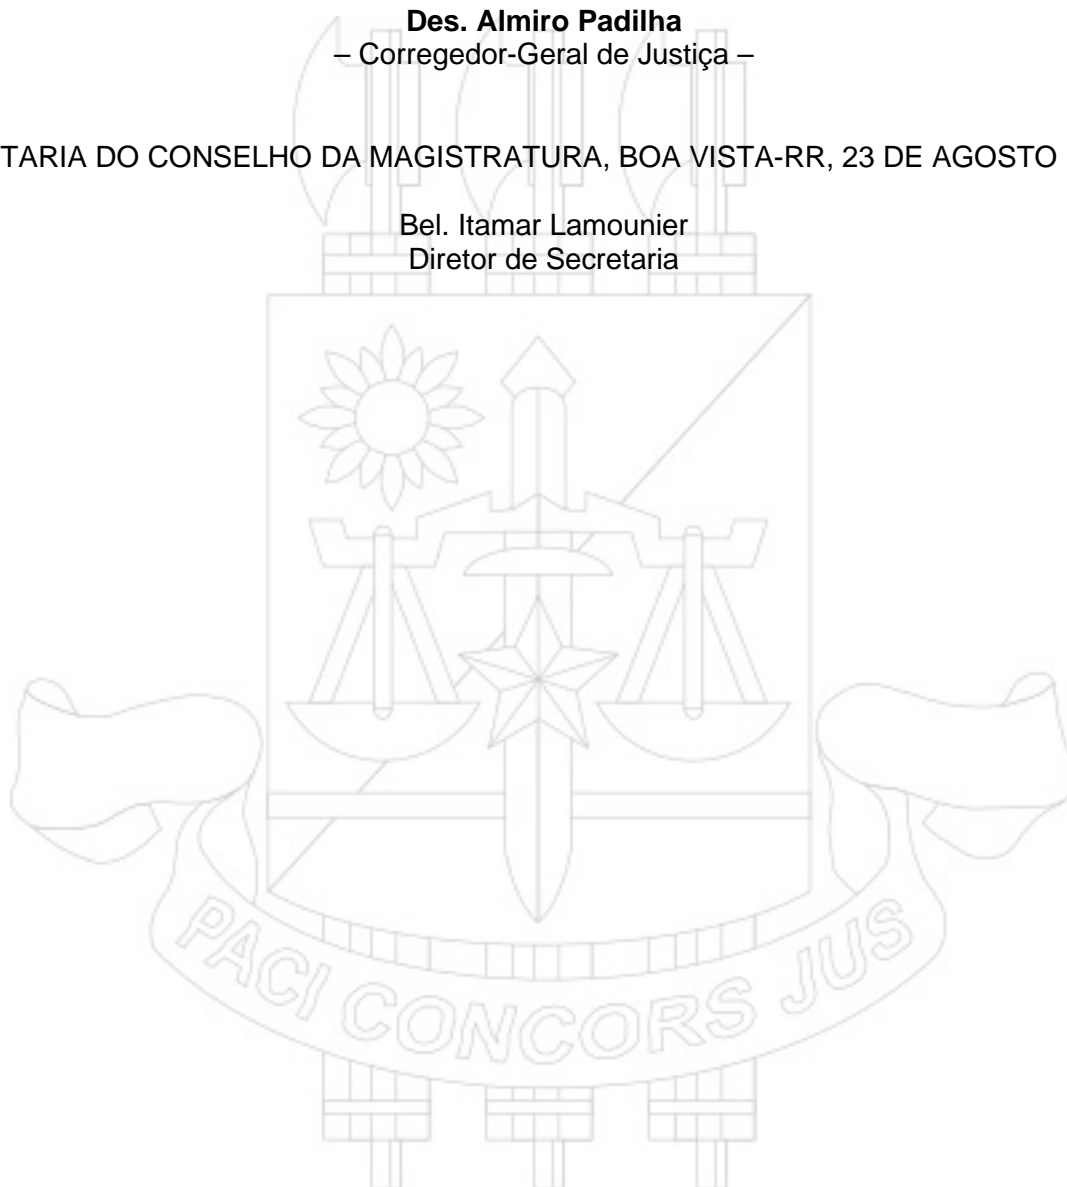 Des. Almiro Padilha
– Corregedor-Geral de Justiça –
TARIA DO CONSELHO DA MAGISTRATURA, BOA VISTA-RR, 23 DE AGOSTO
Bel. Itamar Lamounier
Diretor de Secretaria
PACI CONCORS JUS